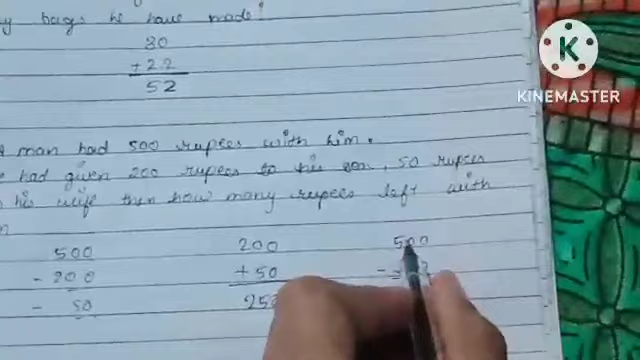 y bags he have made?
30
+22
52
K
KINEMASTER
man had 500 rupees with him.
had given 200 rupees to his son, 50 rupees
his wife then how many rupees left with
500 200 500
- 200 + 50 -
- 50 25